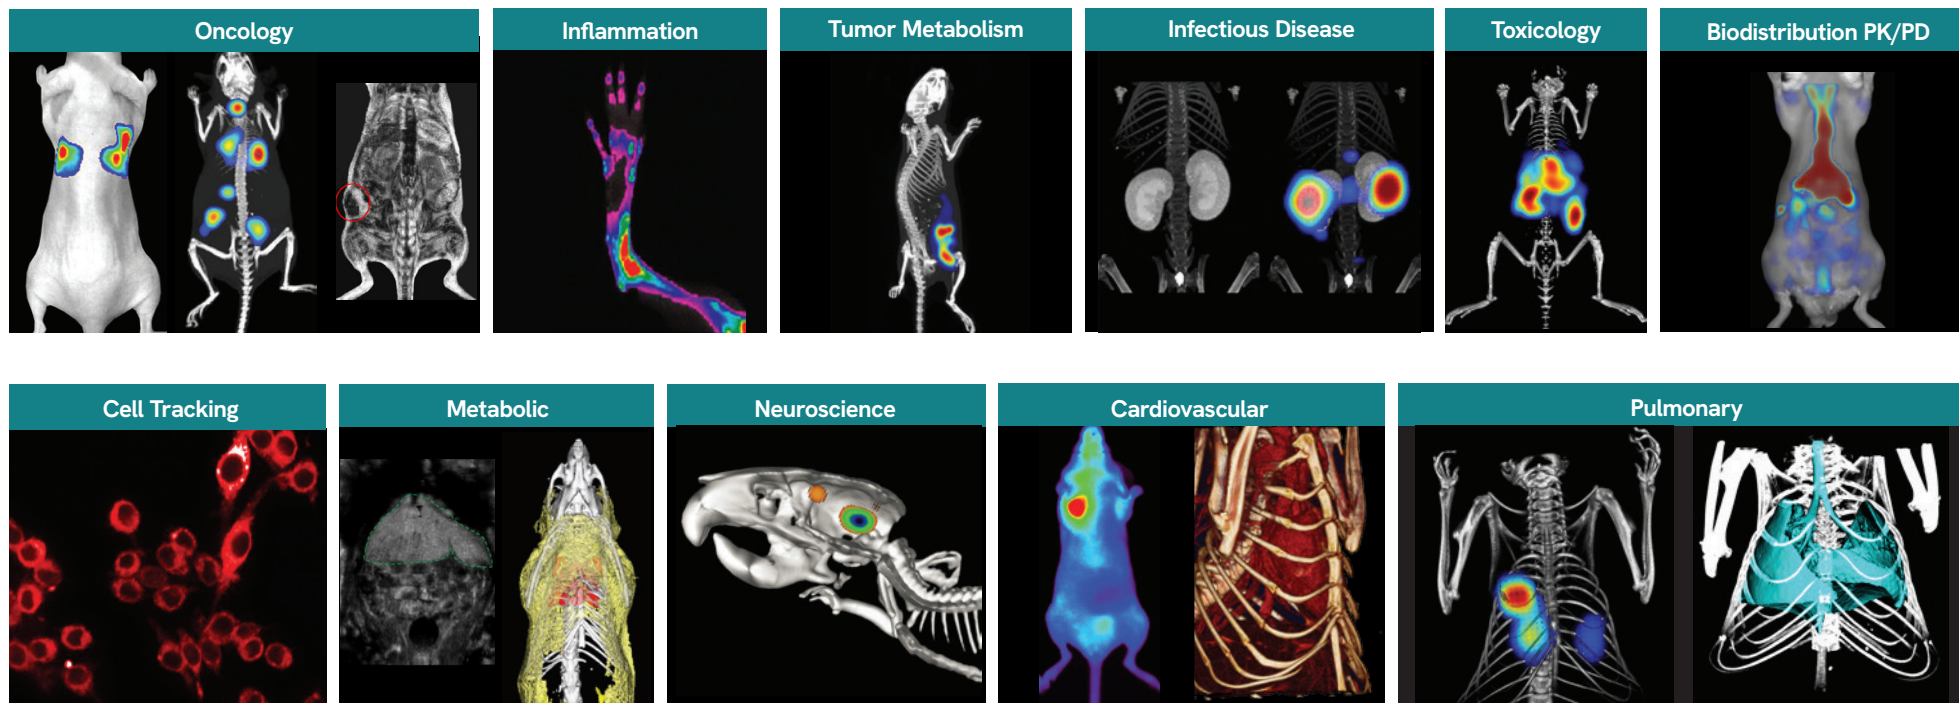 Oncology
Inflammation
Tumor Metabolism
Infectious Disease
Toxicology
Biodistribution PK/PD
Cell Tracking
Metabolic
Neuroscience
Cardiovascular
Pulmonary